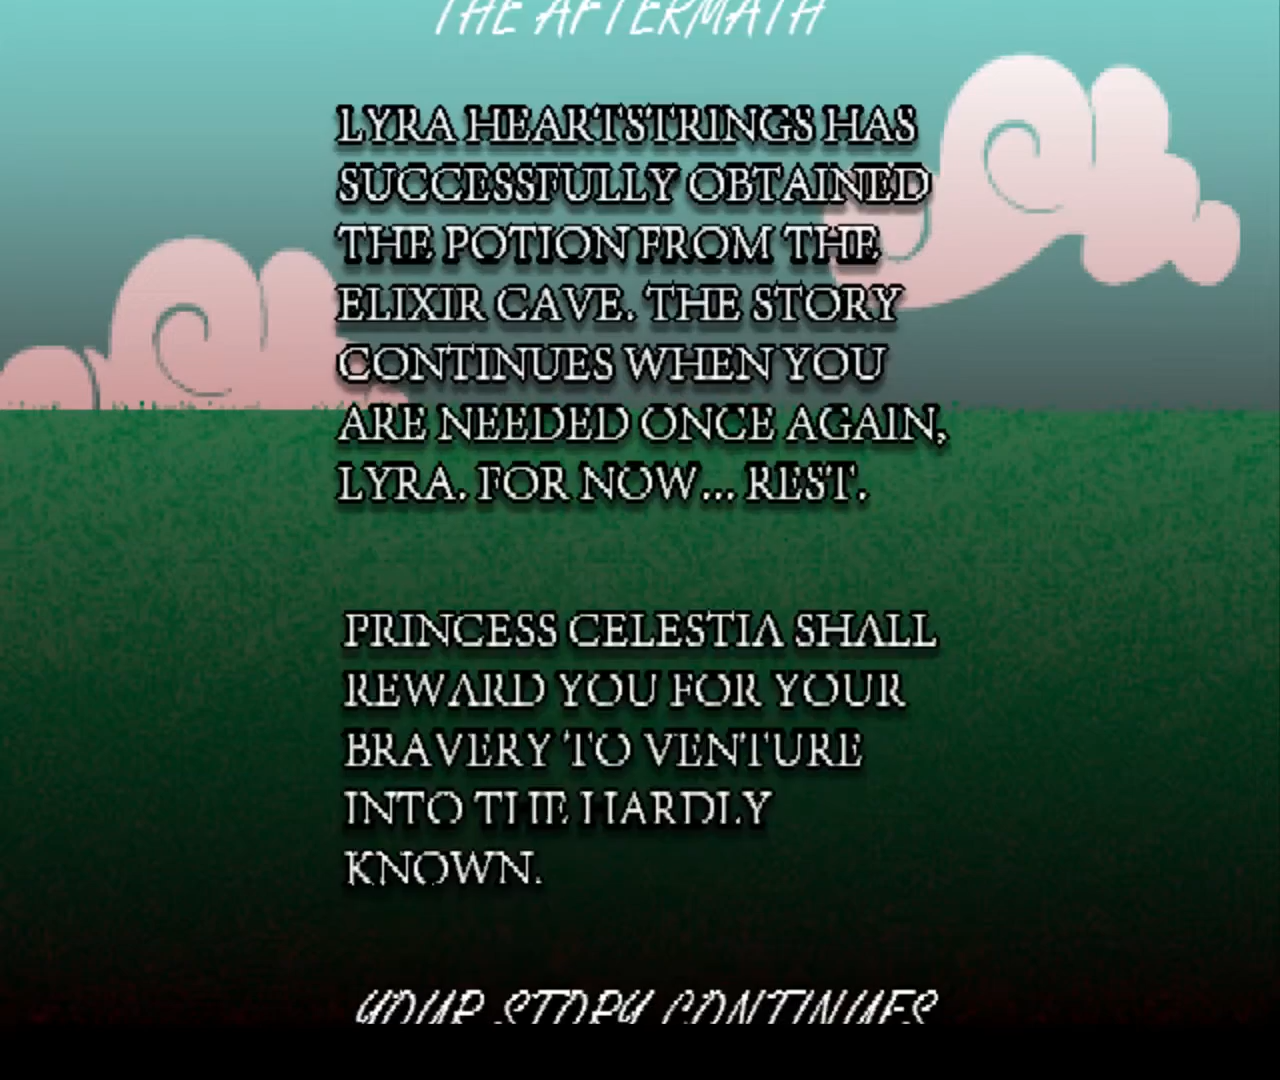 THE AFTERMATH
LYRA HEARTSTRINGS HAS
SUCCESSFULLY OBTAINED
THE POTION FROM THE
ELIXIR CAVE. THE STORY
CONTINUES WHEN YOU
ARE NEEDED ONCE AGAIN,
LYRA. FOR NOW... REST.
PRINCESS CELESTIA SHALL
REWARD YOU FOR YOUR
BRAVERY TO VENTURE
INTO THE HARDLY
KNOWN.
YOUR STORY CONTINUES